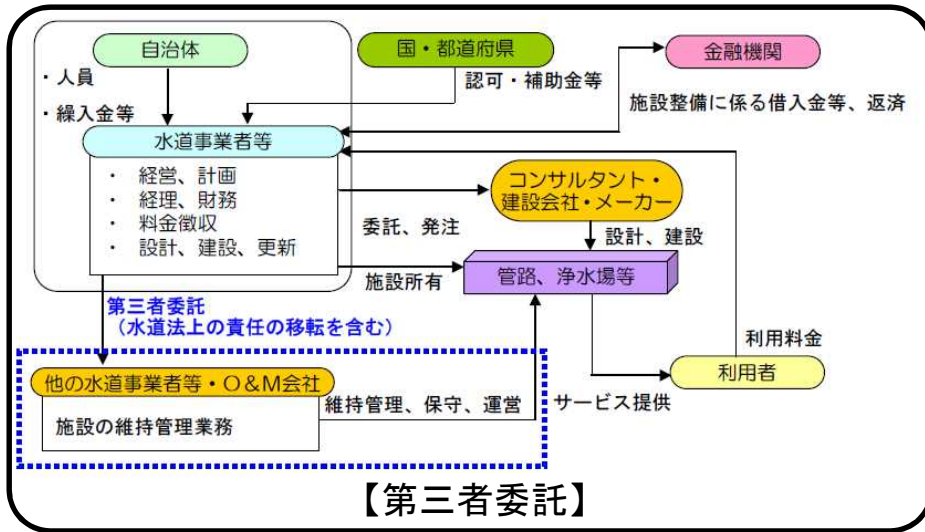 自治体
・人員
・繰入金等
国・都道府県
認可・補助金等
金融機関
施設整備に係る借入金等、返済
水道事業者等
・ 経営、計画
・ 経理、財務
・ 料金徴収
・ 設計、建設、更新
コンサルタント・
建設会社・メーカー
委託、発注
設計、建設
施設所有
管路、浄水場等
第三者委託
（水道法上の責任の移転を含む）
利用料金
利用者
他の水道事業者等・O＆M会社
施設の維持管理業務
維持管理、保守、運営
サービス提供
【第三者委託】